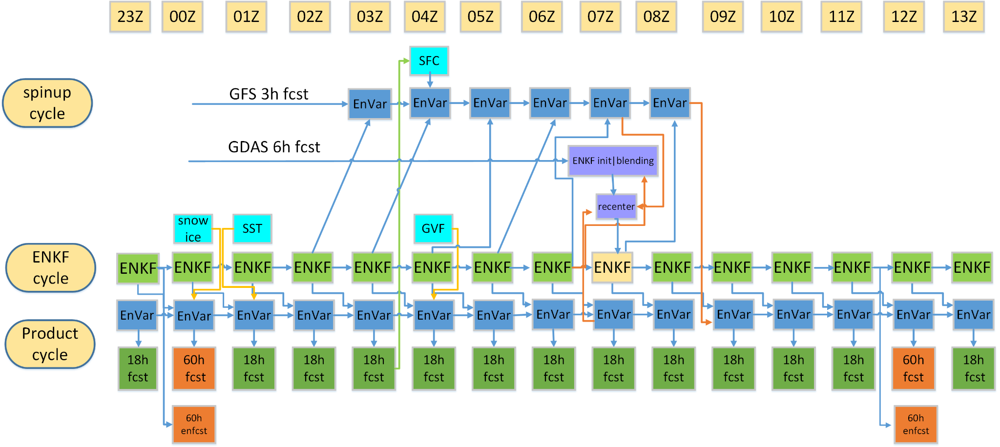 23Z 00Z 01Z 02Z 03Z 04Z 05Z 06Z 07Z 08Z 09Z 10Z 11Z 12Z 13Z
SFC
spinup
cycle
GFS 3h fcst
EnVar EnVar EnVar EnVar EnVar EnVar
GDAS 6h fcst
ENKF init|blending
recenter
snow
ice
SST
GVF
ENKF
cycle
ENKF ENKF ENKF ENKF ENKF ENKF ENKF ENKF ENKF ENKF ENKF ENKF ENKF ENKF ENKF
EnVar EnVar EnVar EnVar EnVar EnVar EnVar EnVar EnVar EnVar EnVar EnVar EnVar EnVar EnVar
Product
cycle
18h 60h 18h 18h 18h 18h 18h 18h 18h 18h 18h 18h 18h 60h 18h
fcst fcst fcst fcst fcst fcst fcst fcst fcst fcst fcst fcst fcst fcst fcst
60h 60h
enfcst enfcst